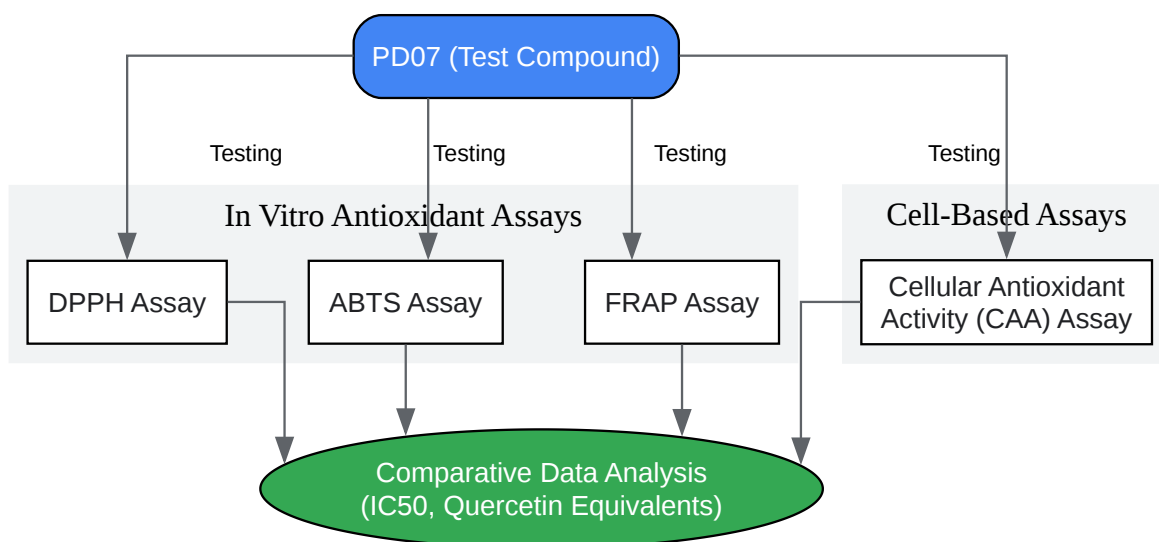 PD07 (Test Compound)
Testing
Testing
Testing
Testing
In Vitro Antioxidant Assays
Cell-Based Assays
DPPH Assay
ABTS Assay
FRAP Assay
Cellular Antioxidant
Activity (CAA) Assay
Comparative Data Analysis
(IC50, Quercetin Equivalents)